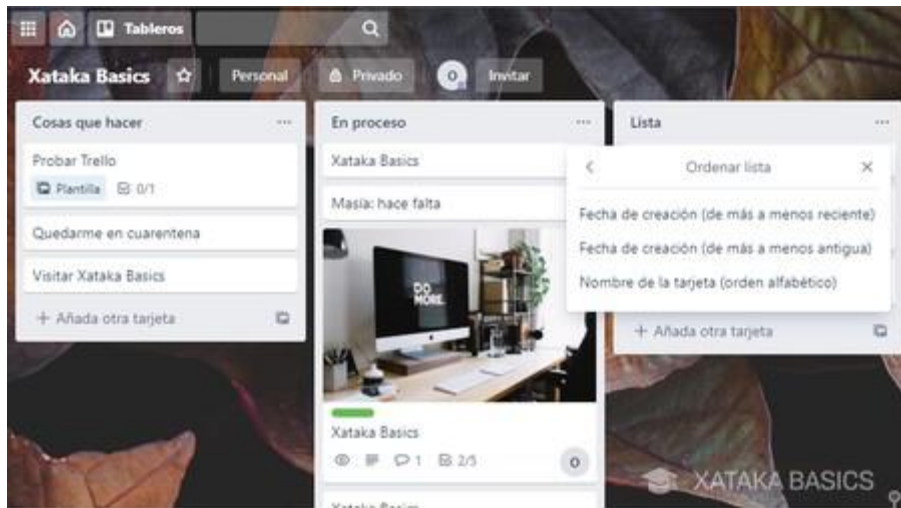 Tableros
Xataka Basics
Personal
Privado
O
Invitar
Cosas que hacer
Probar Trello
Plantilla
0/1
Quedarme en cuarentena
Visitar Xataka Basics
+ Añada otra tarjeta
En proceso
Xataka Basics
Masía: hace falta
DO
MORE.
Xataka Basics
1
2/5
O
Xataka Basics
Lista
Ordenar lista
Fecha de creación (de más a menos reciente)
Fecha de creación (de más a menos antigua)
Nombre de la tarjeta (orden alfabético)
+ Añada otra tarjeta
XATAKA BASICS